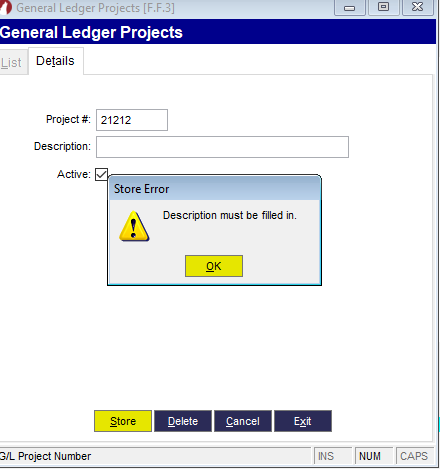 General Ledger Projects [F.F.3]
General Ledger Projects
List Details
Project #: 21212
Description:
Active:
Store Error
Description must be filled in.
OK
Store Delete Cancel Exit
G/L Project Number INS NUM CAPS